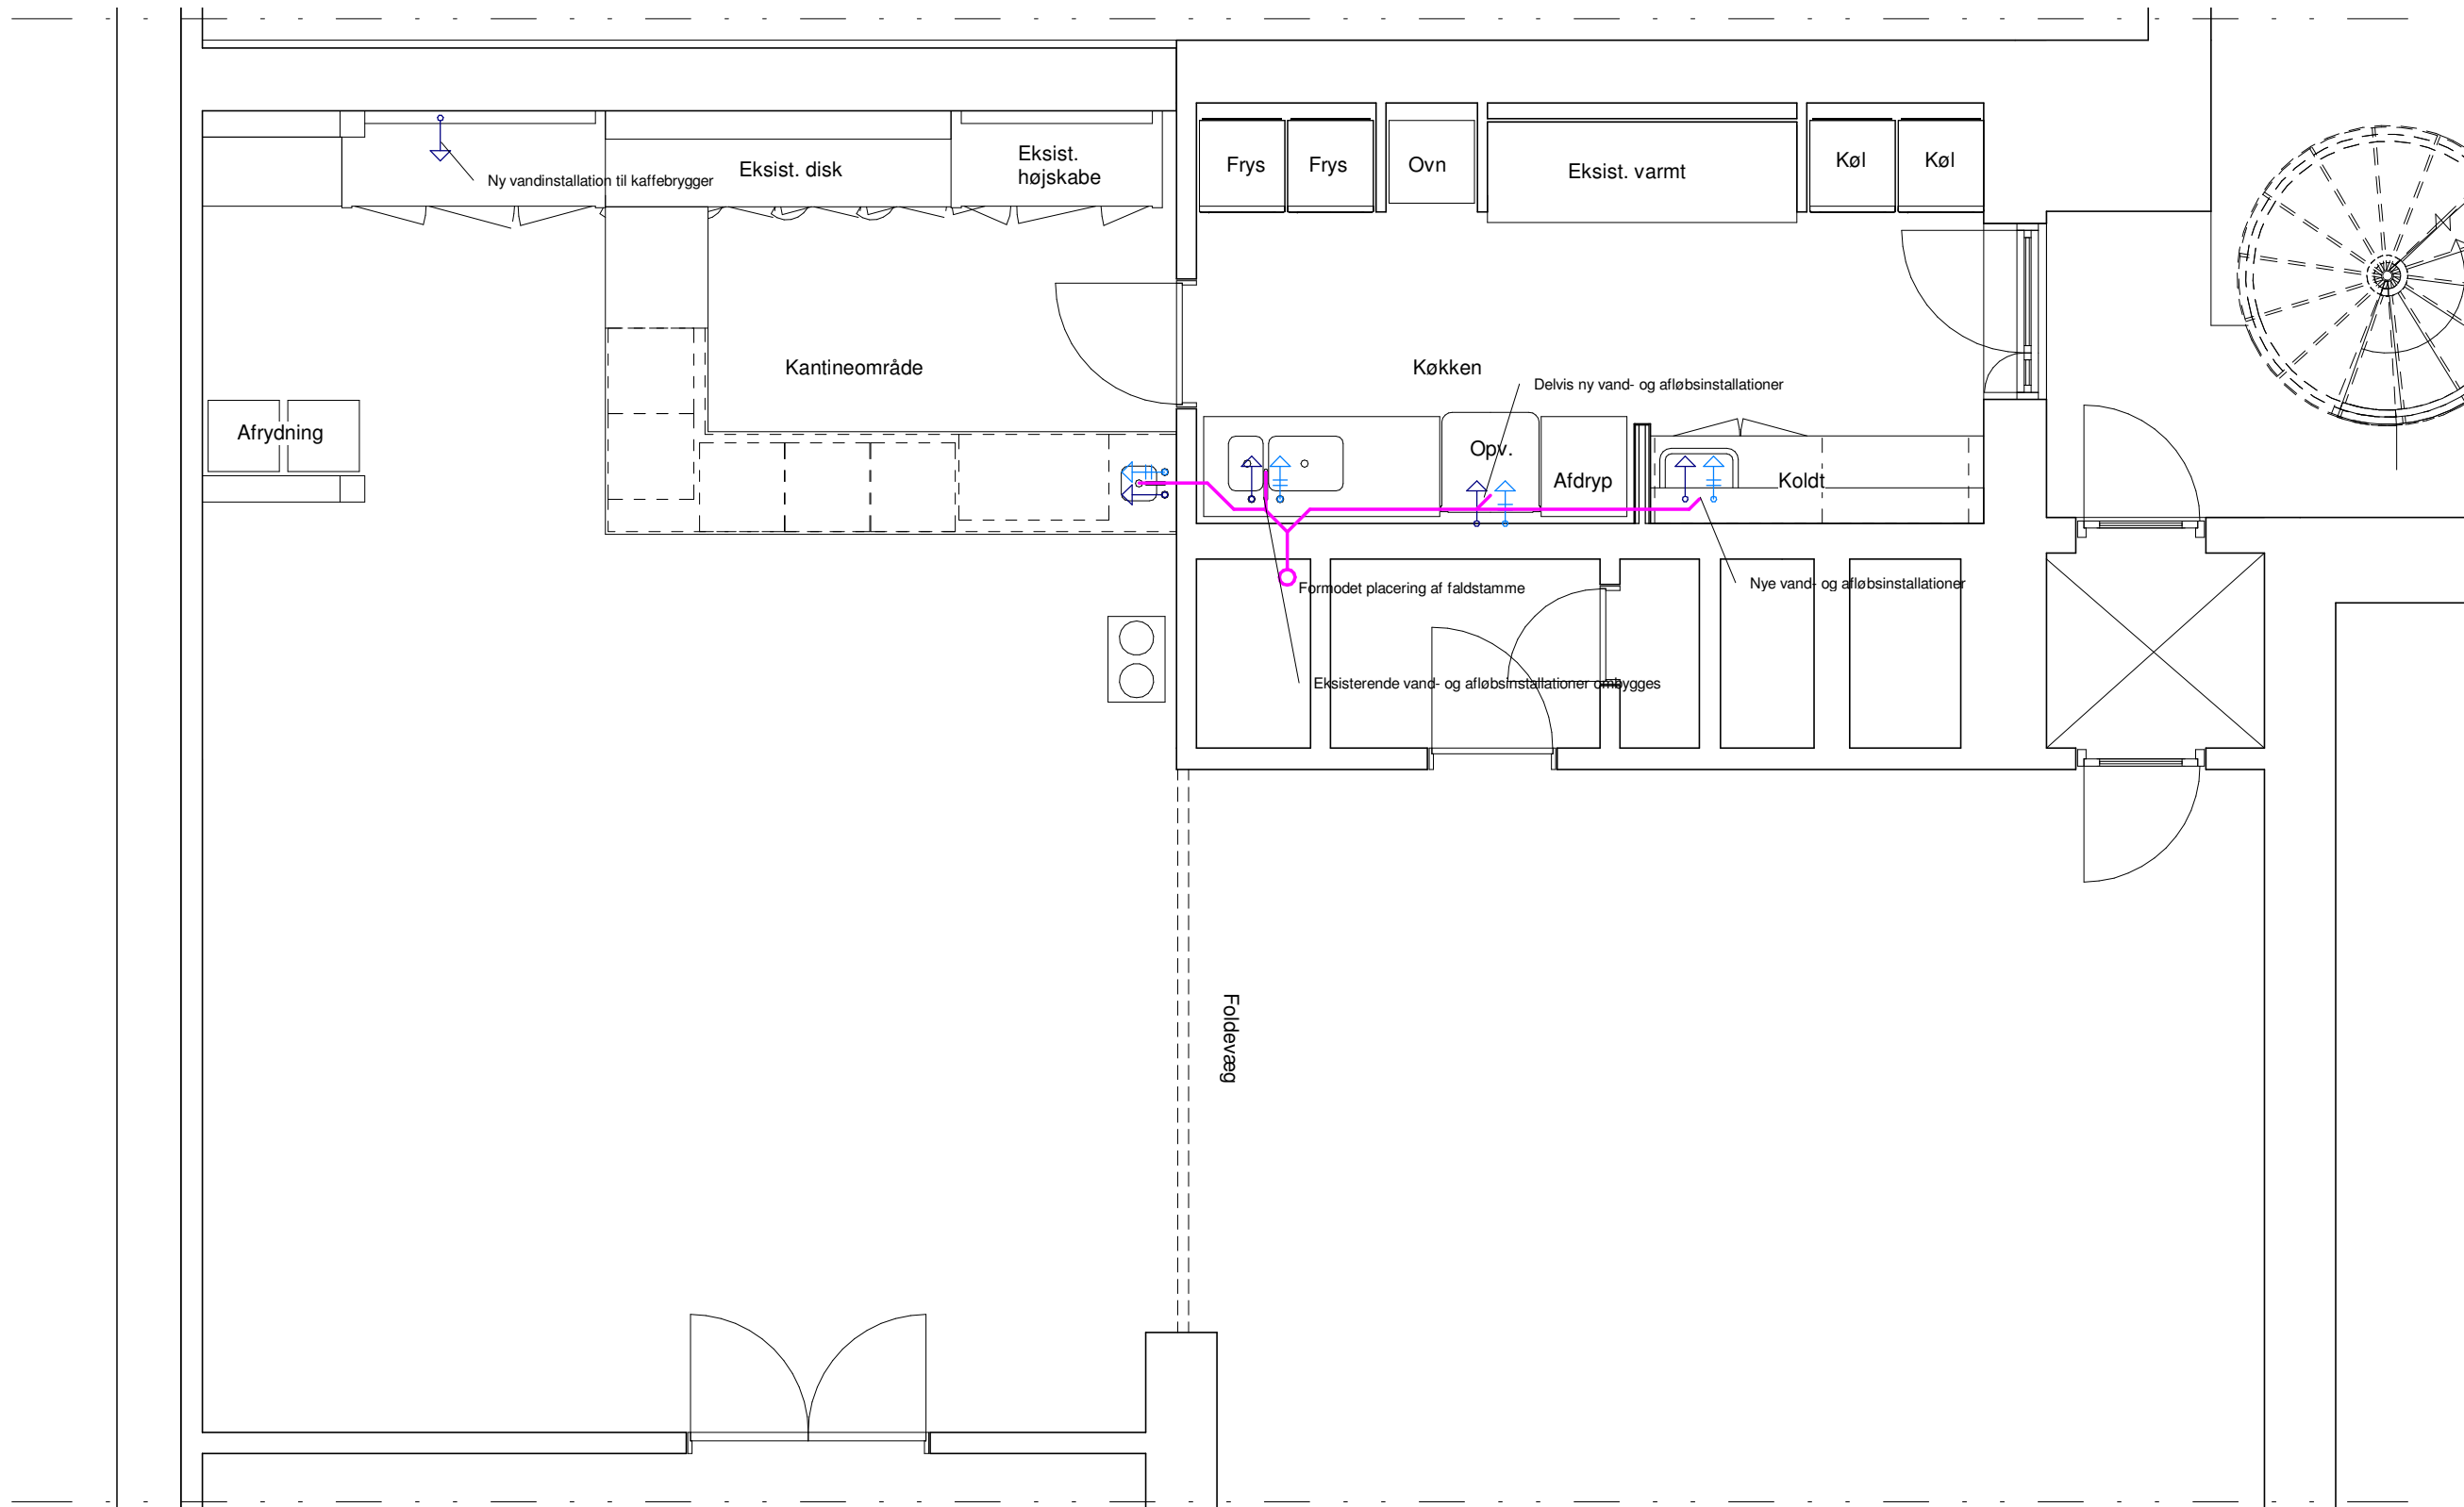 Eksist.
højskabe
Eksist. disk
Ny vandinstallation til kaffebrygger
Frys
Frys
Ovn
Eksist. varmt
Køl
Køl
Kantineområde
Køkken
Delvis ny vand- og afløbsinstallationer
Afrydning
Opv.
Afdryp
Koldt
Formodet placering af faldstamme
Nye vand- og afløbsinstallationer
Eksisterende vand- og afløbsinstallationer ombygges
Foldevæg